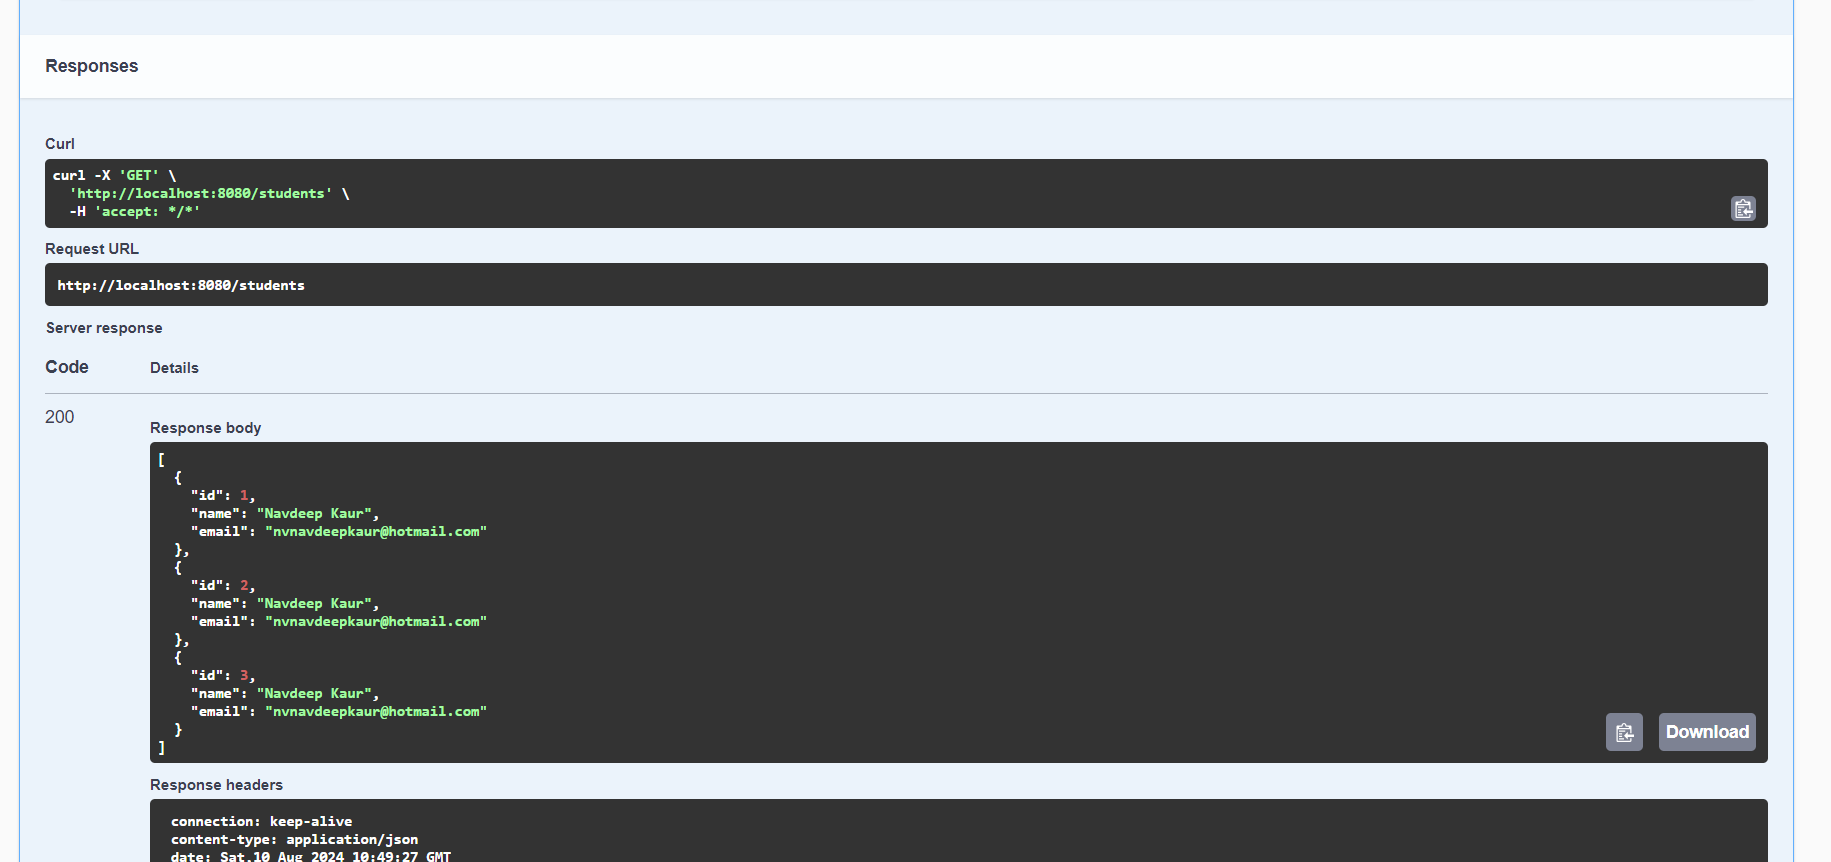 Responses
Curl
curl -X 'GET' \
  'http://localhost:8080/students' \
  -H 'accept: */*'
Request URL
http://localhost:8080/students
Server response
Code Details
200
Response body
[
  {
    "id": 1,
    "name": "Navdeep Kaur",
    "email": "nvnavdeepkaur@hotmail.com"
  },
  {
    "id": 2,
    "name": "Navdeep Kaur",
    "email": "nvnavdeepkaur@hotmail.com"
  },
  {
    "id": 3,
    "name": "Navdeep Kaur",
    "email": "nvnavdeepkaur@hotmail.com"
  }
]
Download
Response headers
connection: keep-alive
content-type: application/json
date: Sat,10 Aug 2024 10:49:27 GMT